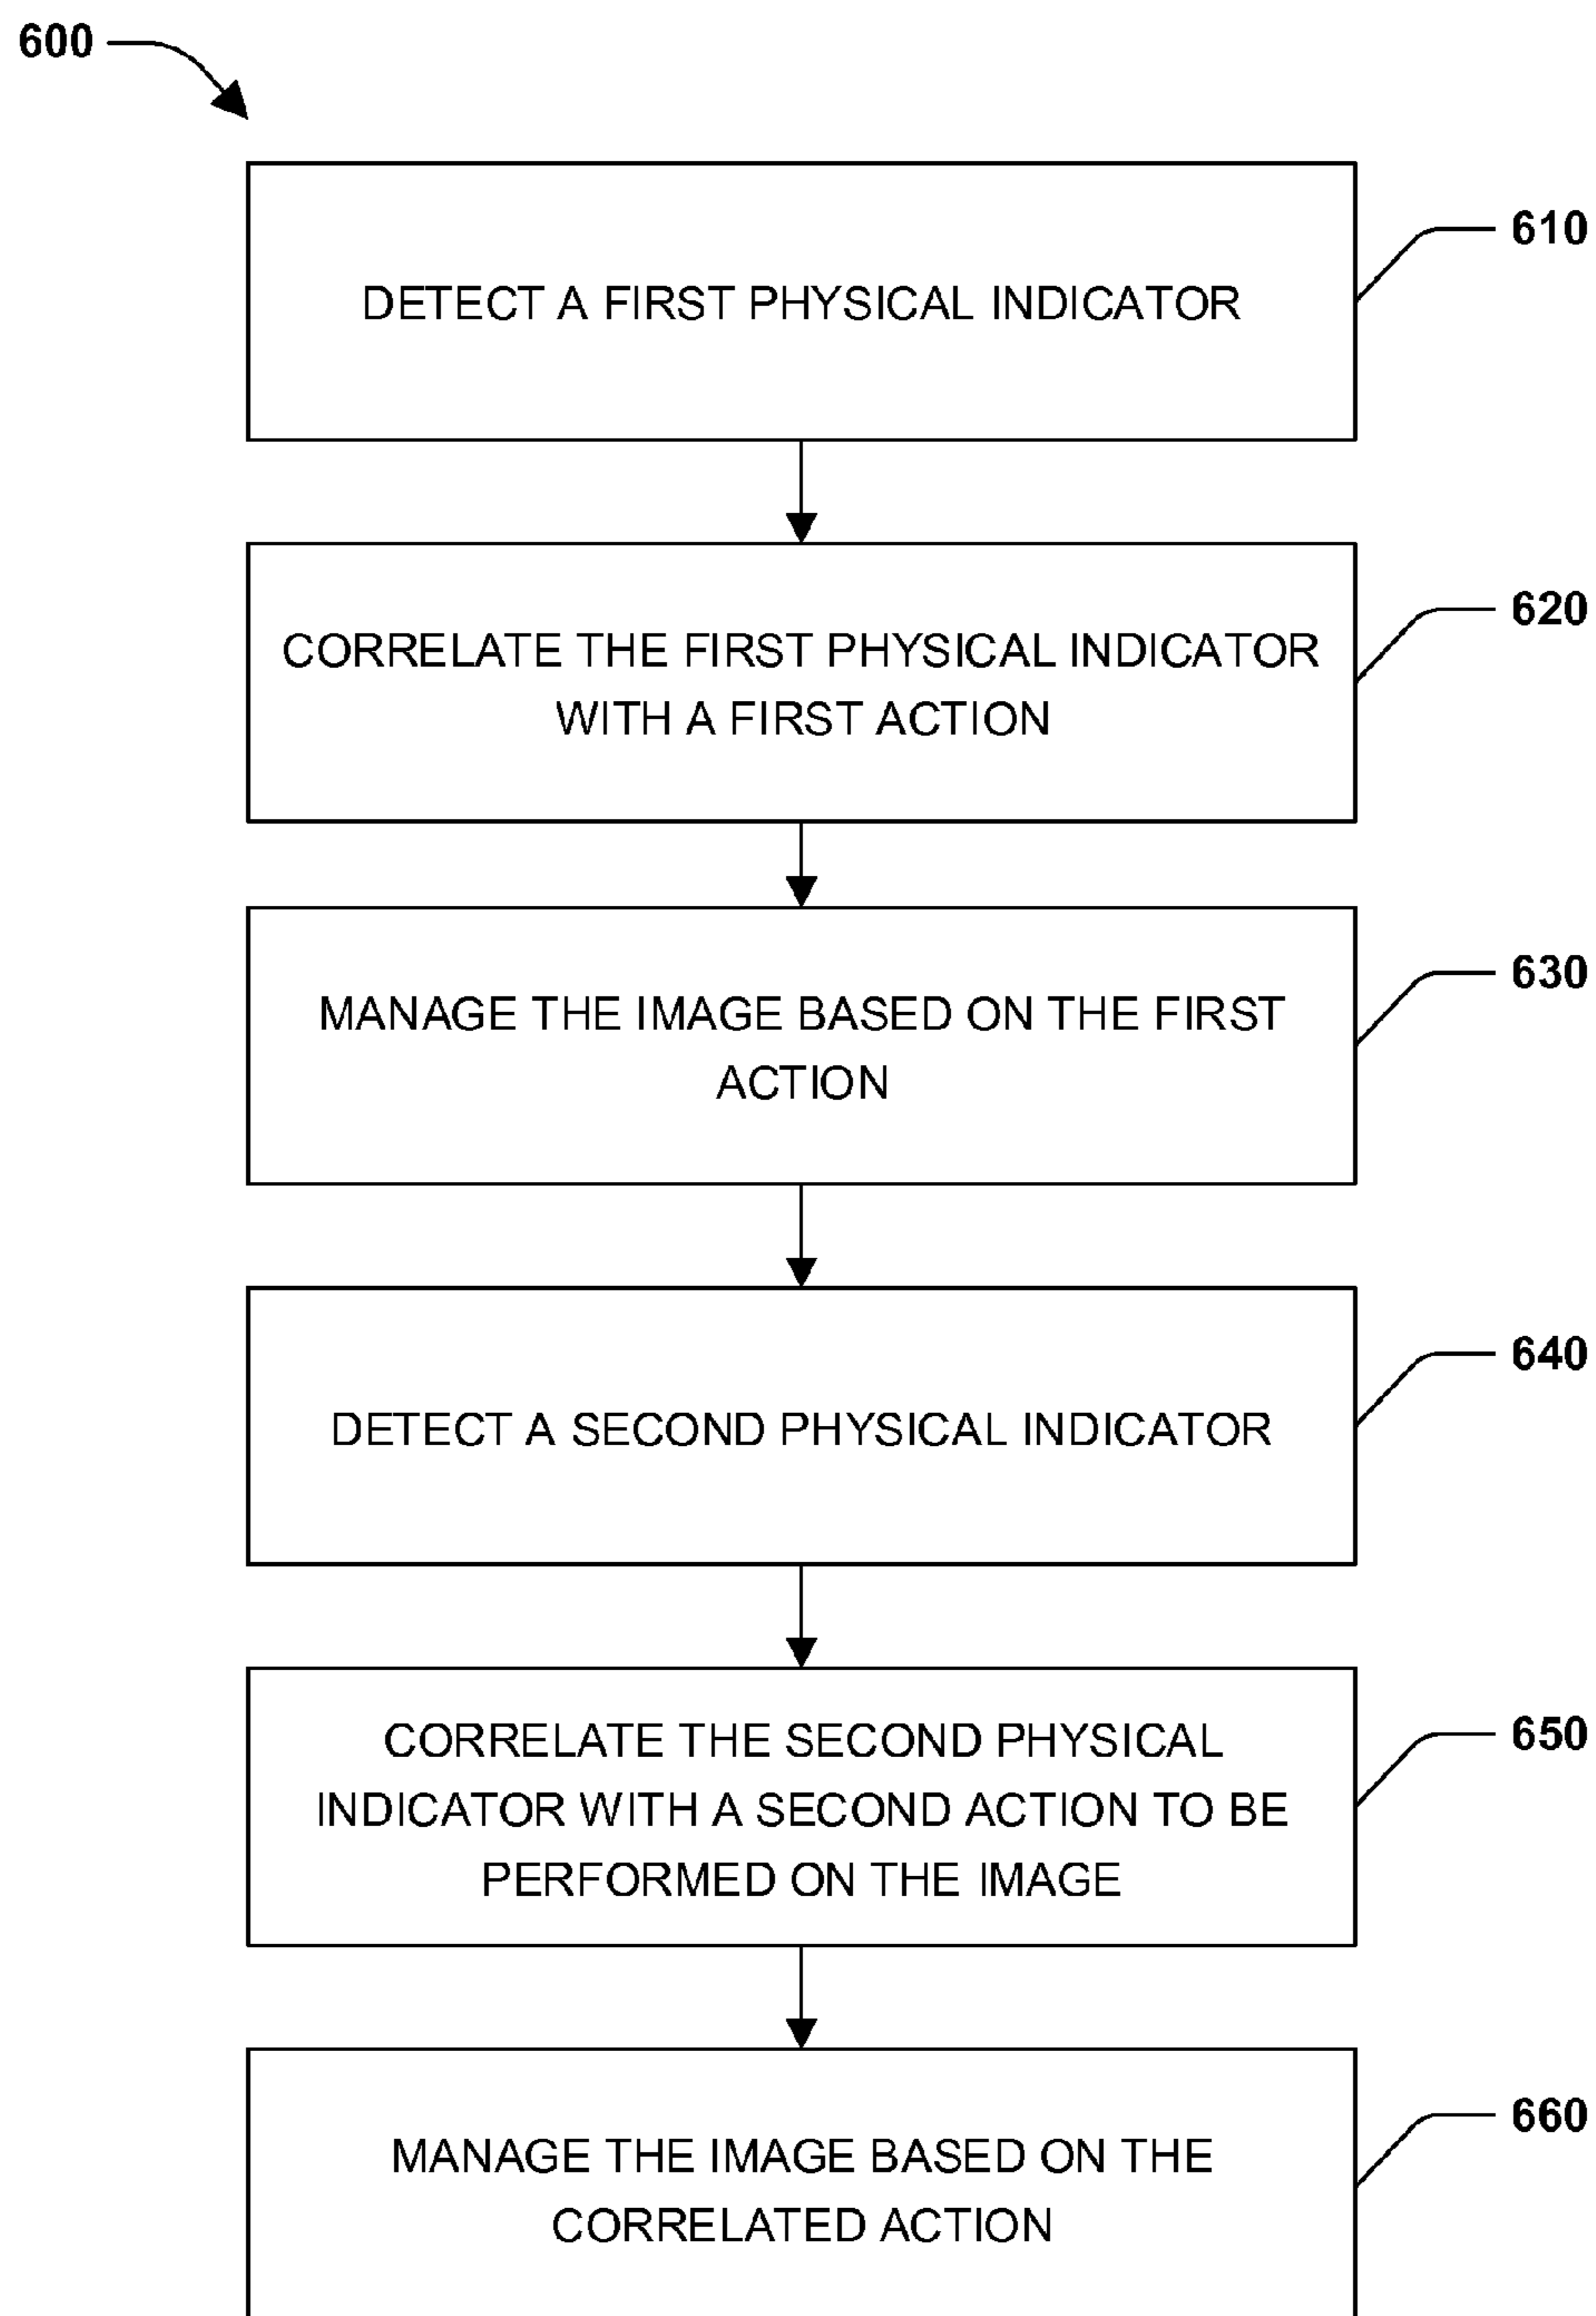 600
610
DETECT A FIRST PHYSICAL INDICATOR
620
CORRELATE THE FIRST PHYSICAL INDICATOR
WITH A FIRST ACTION
630
MANAGE THE IMAGE BASED ON THE FIRST
ACTION
640
DETECT A SECOND PHYSICAL INDICATOR
650
CORRELATE THE SECOND PHYSICAL
INDICATOR WITH A SECOND ACTION TO BE
PERFORMED ON THE IMAGE
660
MANAGE THE IMAGE BASED ON THE
CORRELATED ACTION